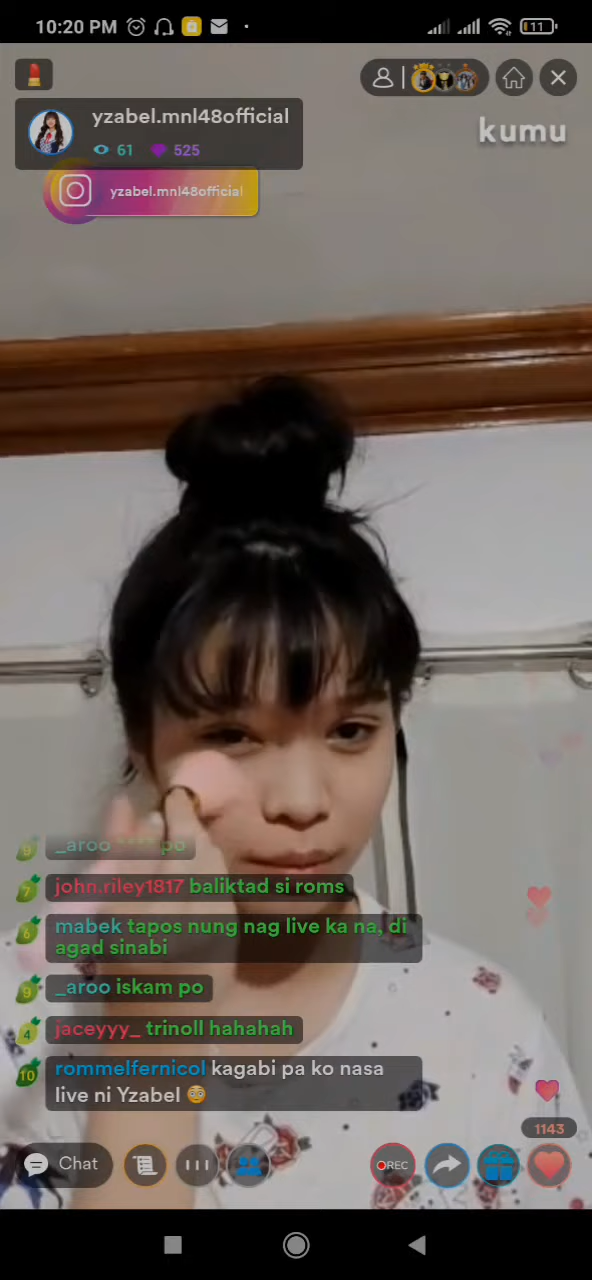 10:20 PM
11
yzabel.mnl48official
61 525
kumu
yzabel.mnl48official
9 _aroo **** po
7 john.riley1817 baliktad si roms
6 mabek tapos nung nag live ka na, di
agad sinabi
9 _aroo iskam po
4 jaceyyy_ trinoll hahahah
10 rommelfernicol kagabi pa ko nasa
live ni Yzabel 😳
1143
Chat
REC